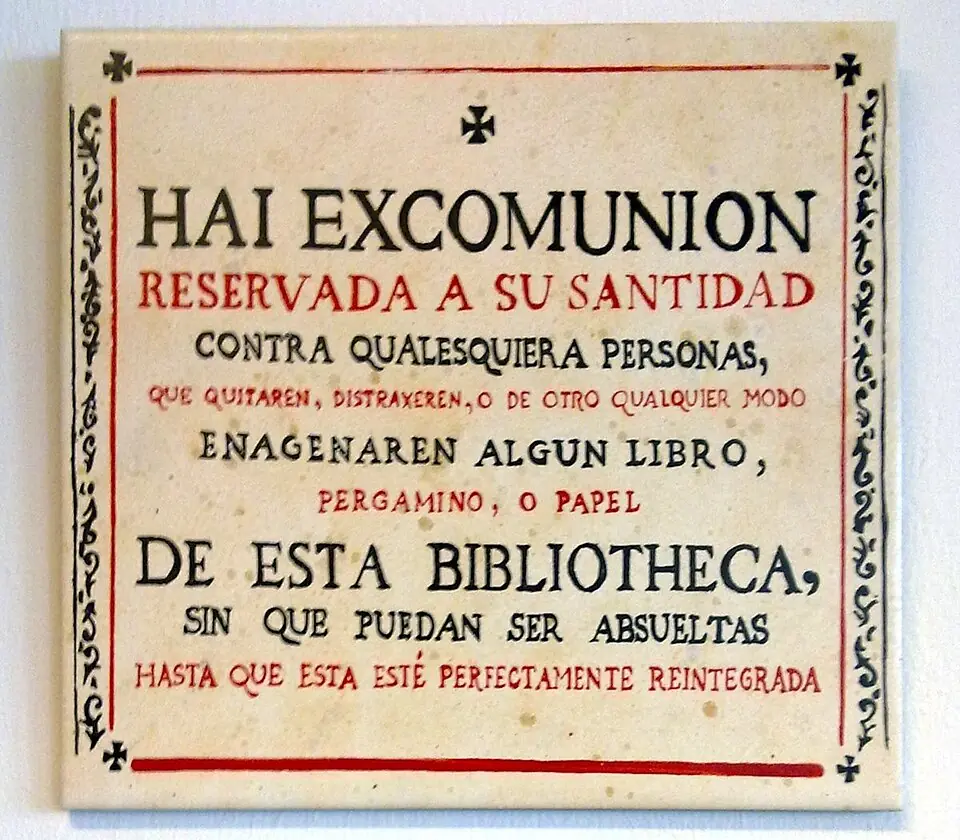 HAI EXCOMUNION
RESERVADA A SU SANTIDAD
CONTRA QUALESQUIERA PERSONAS,
QUE QUITAREN, DISTRAXEREN, O DE OTRO QUALQUIER MODO
ENAGENAREN ALGUN LIBRO,
PERGAMINO, O PAPEL
DE ESTA BIBLIOTHECA,
SIN QUE PUEDAN SER ABSUELTAS
HASTA QUE ESTA ESTÉ PERFECTAMENTE REINTEGRADA